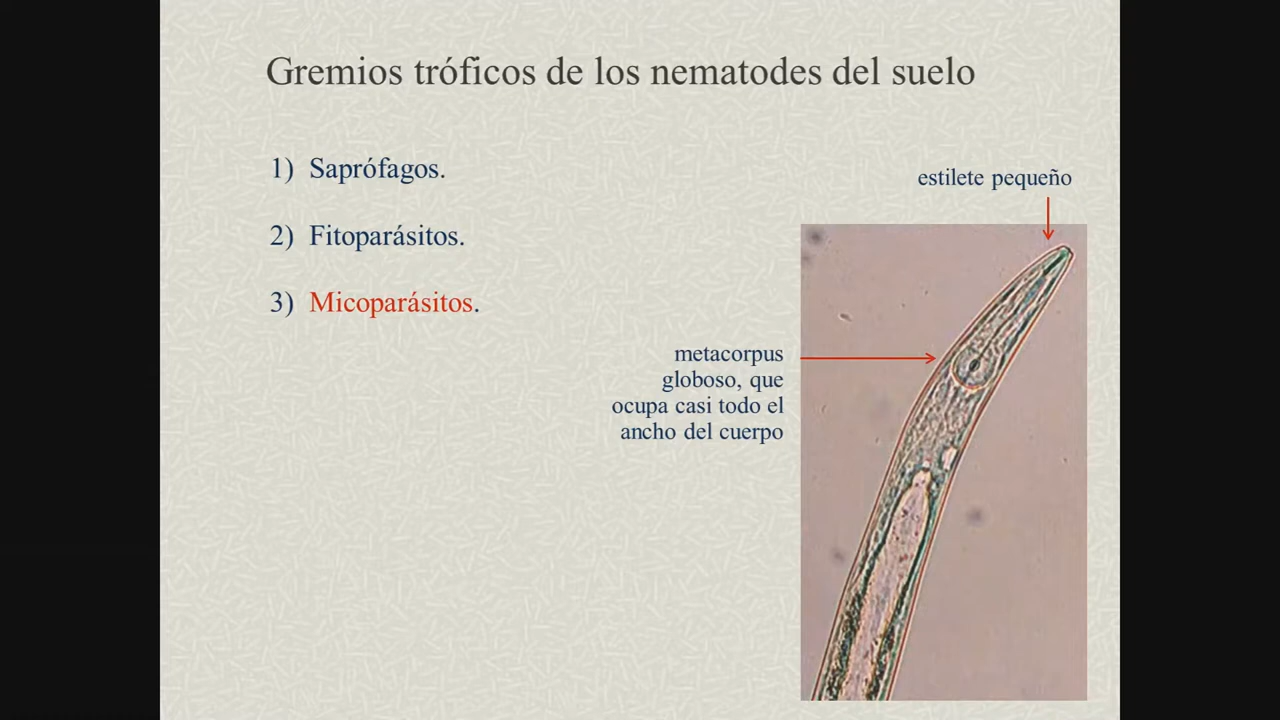 Gremios tróficos de los nematodes del suelo
1) Saprófagos.
2) Fitoparásitos.
3) Micoparásitos.
estilete pequeño
metacorpus
globoso, que
ocupa casi todo el
ancho del cuerpo